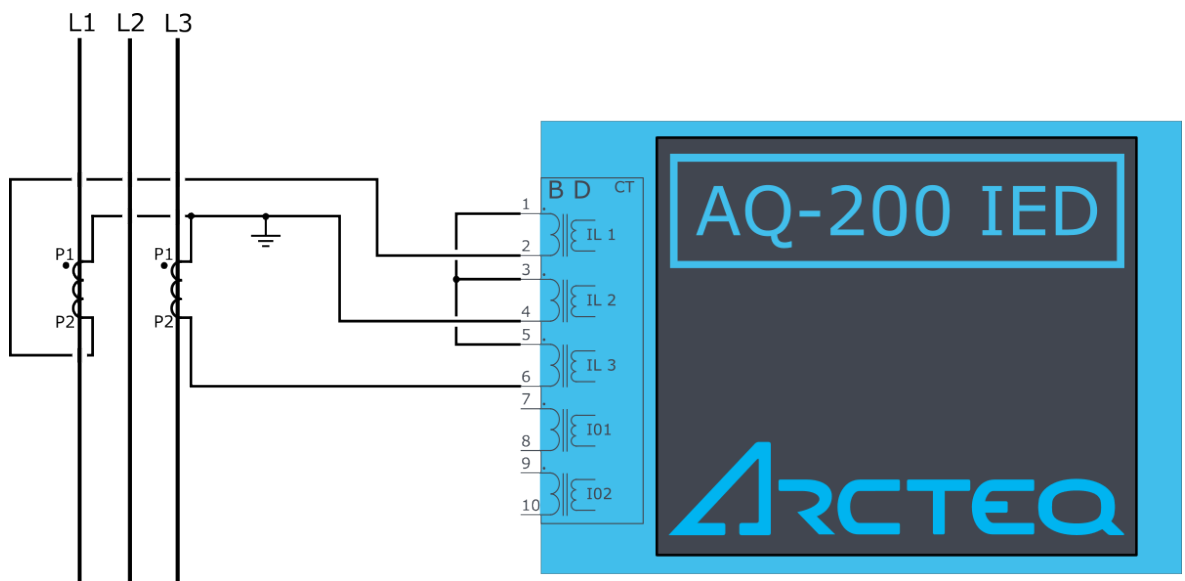 L1 L2 L3
B D CT
AQ-200 IED
1
IL 1
2
P1 P1
3
IL 2
4
P2 P2
5
IL 3
6
7
I01
8
9
I02
10
ARCTEQ